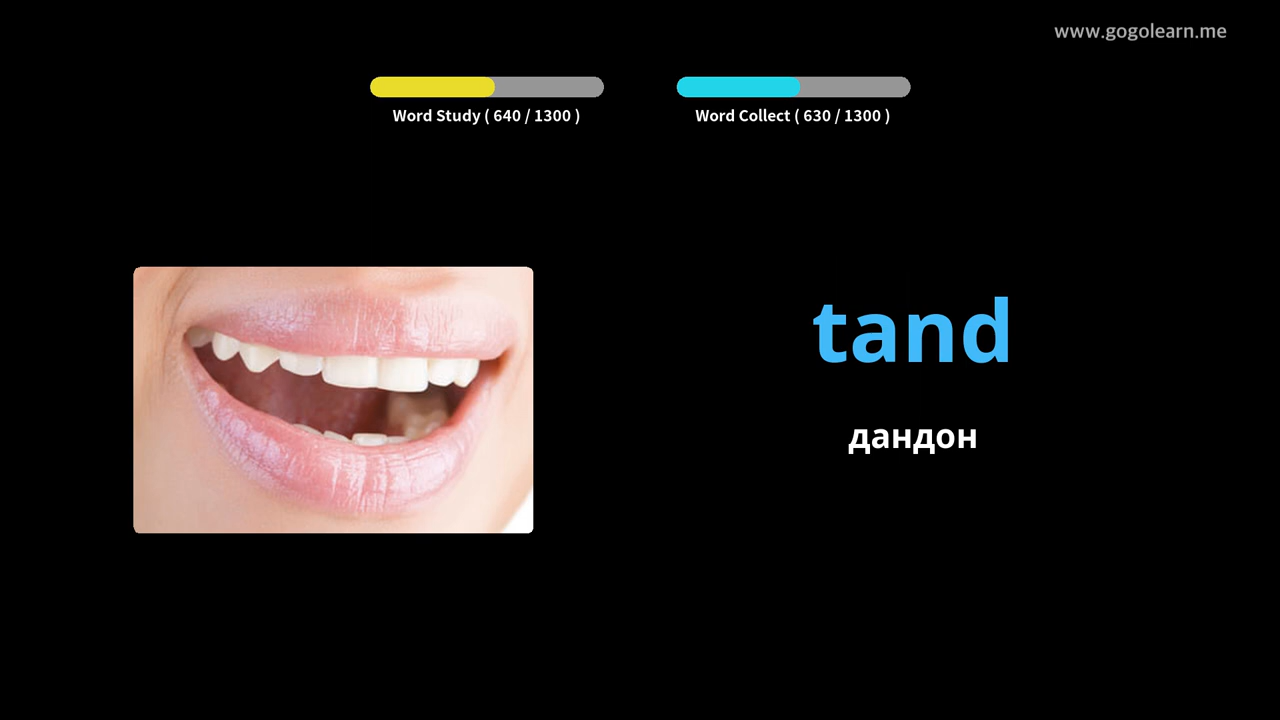 www.gogolearn.me
Word Study ( 640 / 1300 )
Word Collect ( 630 / 1300 )
tand
дандон